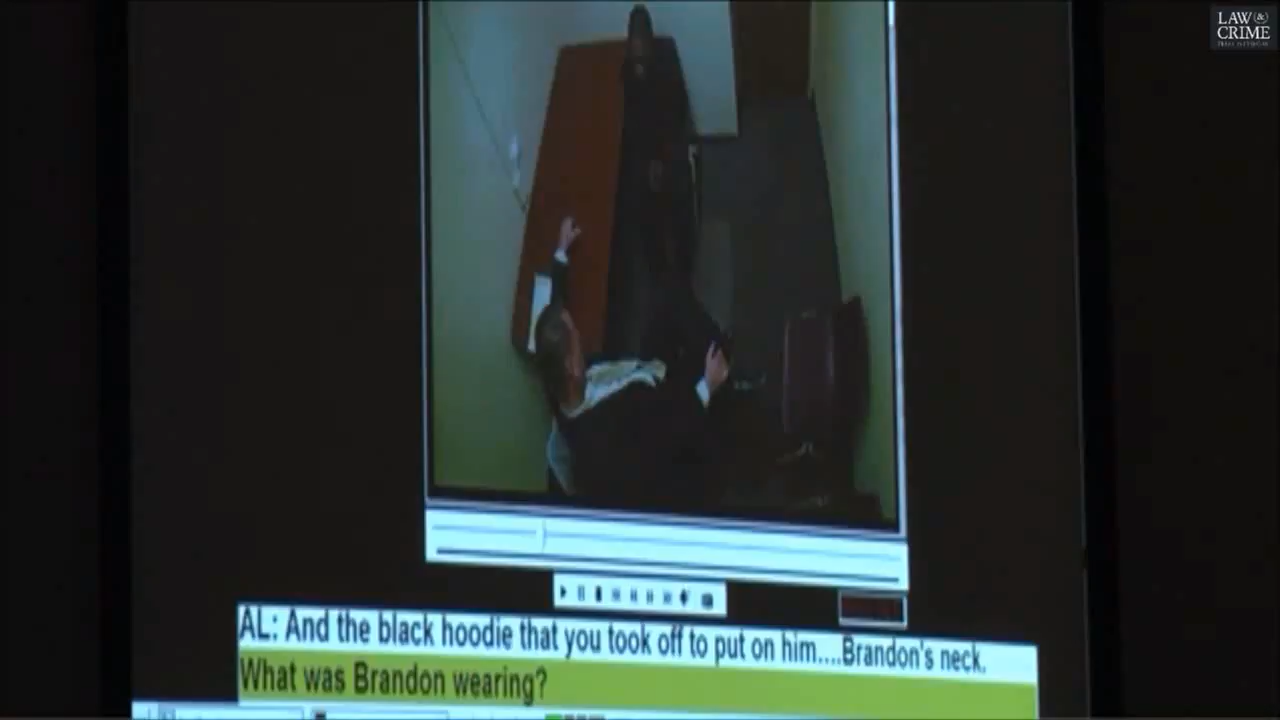 LAW &
CRIME
AL: And the black hoodie that you took off to put on him....Brandon's neck.
What was Brandon wearing?